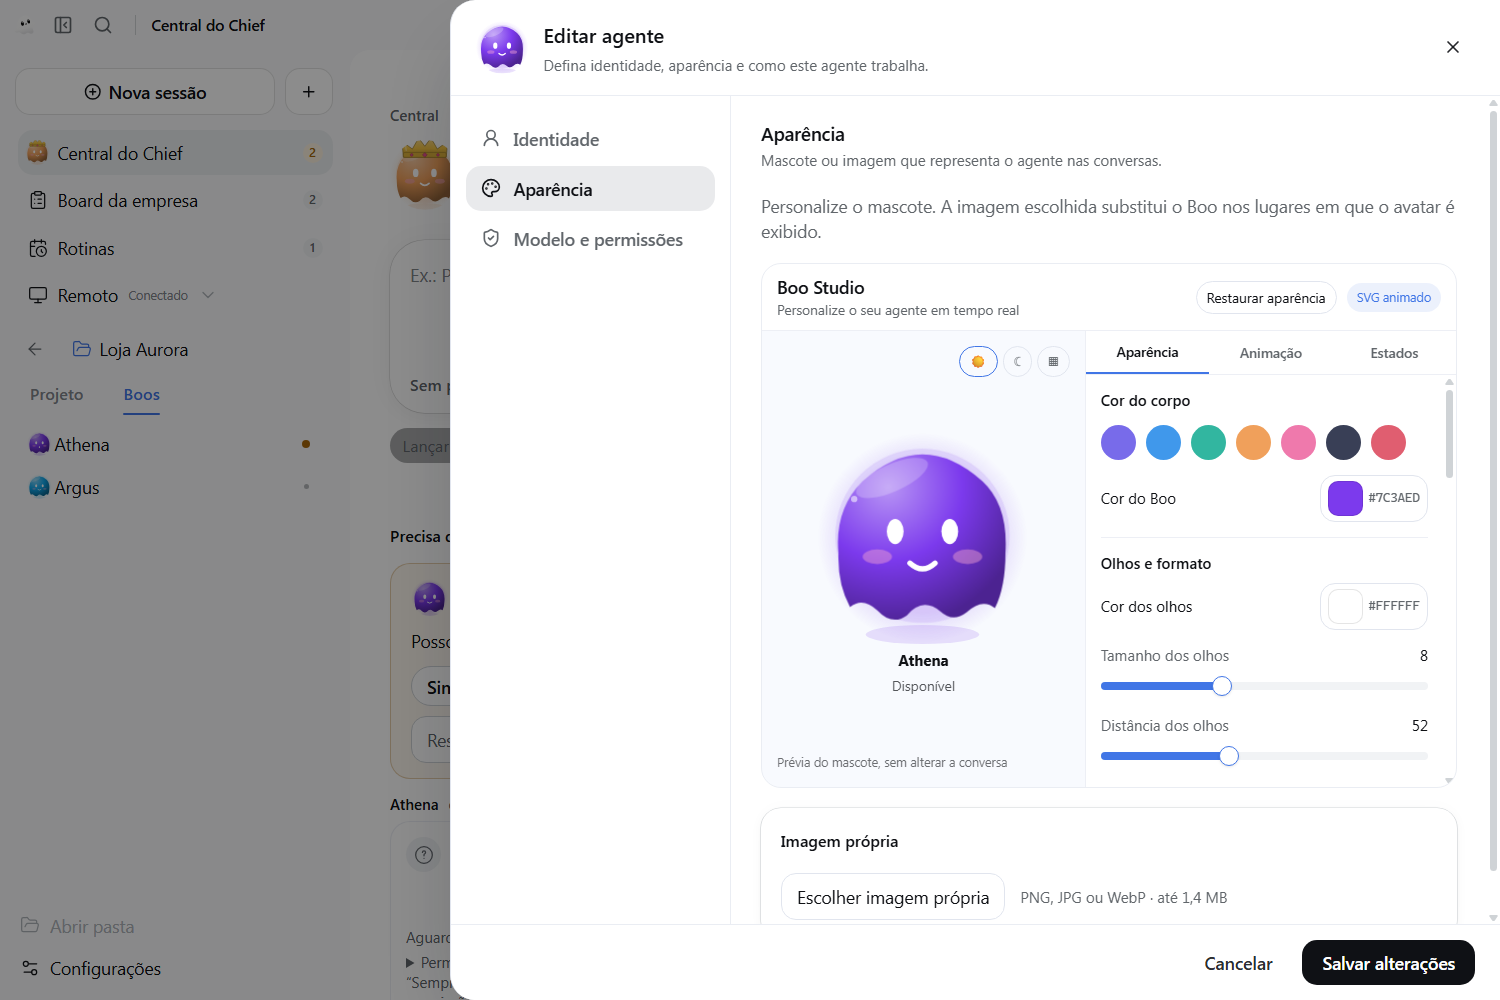 Central do Chief
Nova sessão
Central do Chief 2
Board da empresa 2
Rotinas 1
Remoto Conectado
Loja Aurora
Projeto Boos
Athena
Argus
Abrir pasta
Configurações
Central
Ex.:
Sem
Lançar
Precisa
Athena
Editar agente
Defina identidade, aparência e como este agente trabalha.
Identidade
Aparência
Modelo e permissões
Aparência
Mascote ou imagem que representa o agente nas conversas.
Personalize o mascote. A imagem escolhida substitui o Boo nos lugares em que o avatar é
exibido.
Boo Studio
Personalize o seu agente em tempo real
Restaurar aparência
SVG animado
Athena
Disponível
Prévia do mascote, sem alterar a conversa
Aparência Animação Estados
Cor do corpo
Cor do Boo #7C3AED
Olhos e formato
Cor dos olhos #FFFFFF
Tamanho dos olhos 8
Distância dos olhos 52
Imagem própria
Escolher imagem própria PNG, JPG ou WebP · até 1,4 MB
Cancelar Salvar alterações